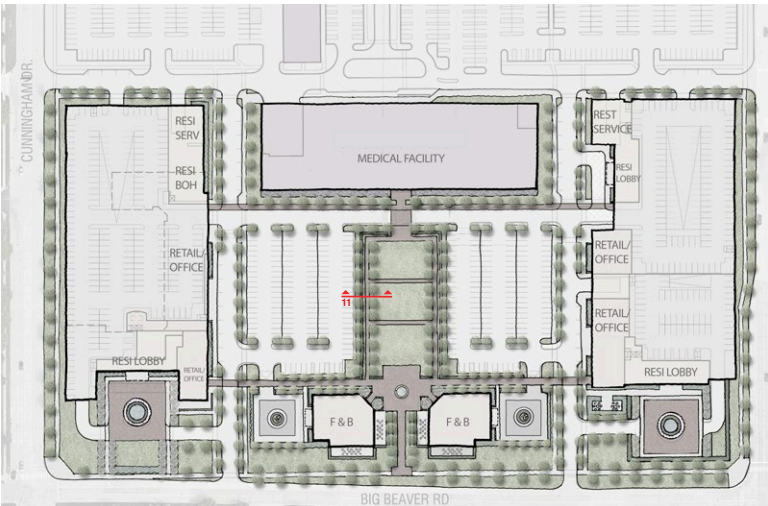 CUNNINGHAM DR.
RESI
SERV
RESI
BOH
RETAIL/
OFFICE
RESI LOBBY
RETAIL/
OFFICE
MEDICAL FACILITY
11
F & B
F & B
REST
SERVICE
RESI
LOBBY
RETAIL/
OFFICE
RETAIL/
OFFICE
RESI LOBBY
BIG BEAVER RD